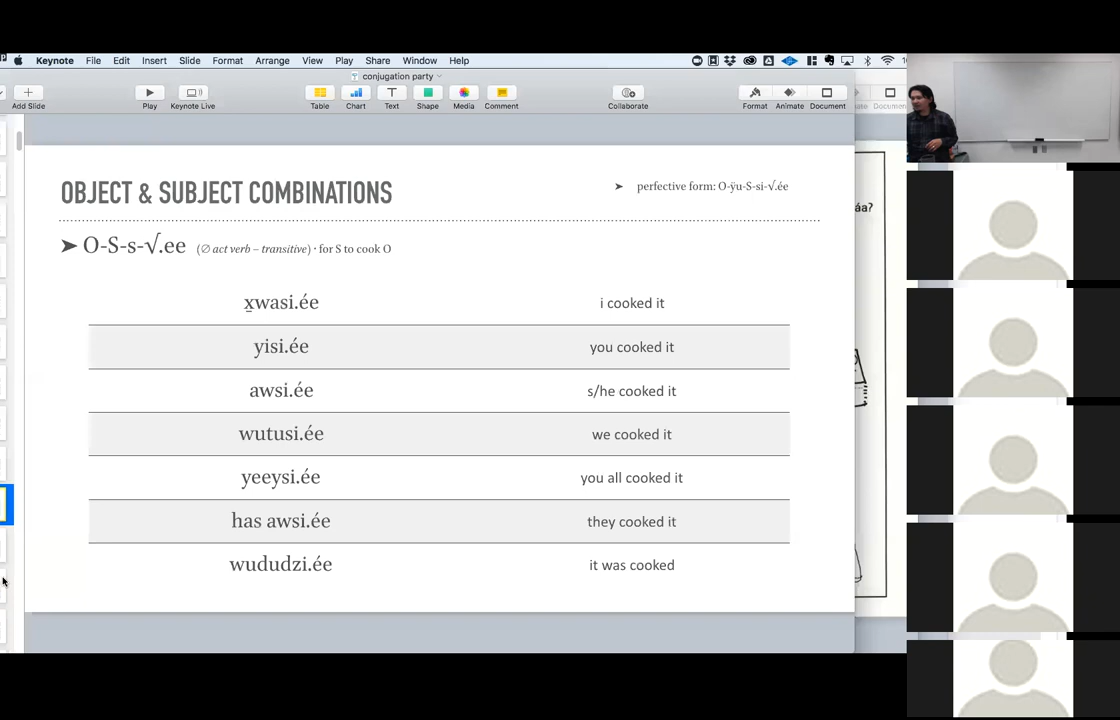 Keynote File Edit Insert Slide Format Arrange View Play Share Window Help
conjugation party
Add Slide Play Keynote Live Table Chart Text Shape Media Comment Collaborate Format Animate Document
OBJECT & SUBJECT COMBINATIONS
➤ perfective form: O-ÿu-S-si-√.ée
áa?
➤ O-S-s-√.ee (∅ act verb – transitive) · for S to cook O
x̱wasi.ée i cooked it
yisi.ée you cooked it
awsi.ée s/he cooked it
wutusi.ée we cooked it
yeeysi.ée you all cooked it
has awsi.ée they cooked it
wududzi.ée it was cooked